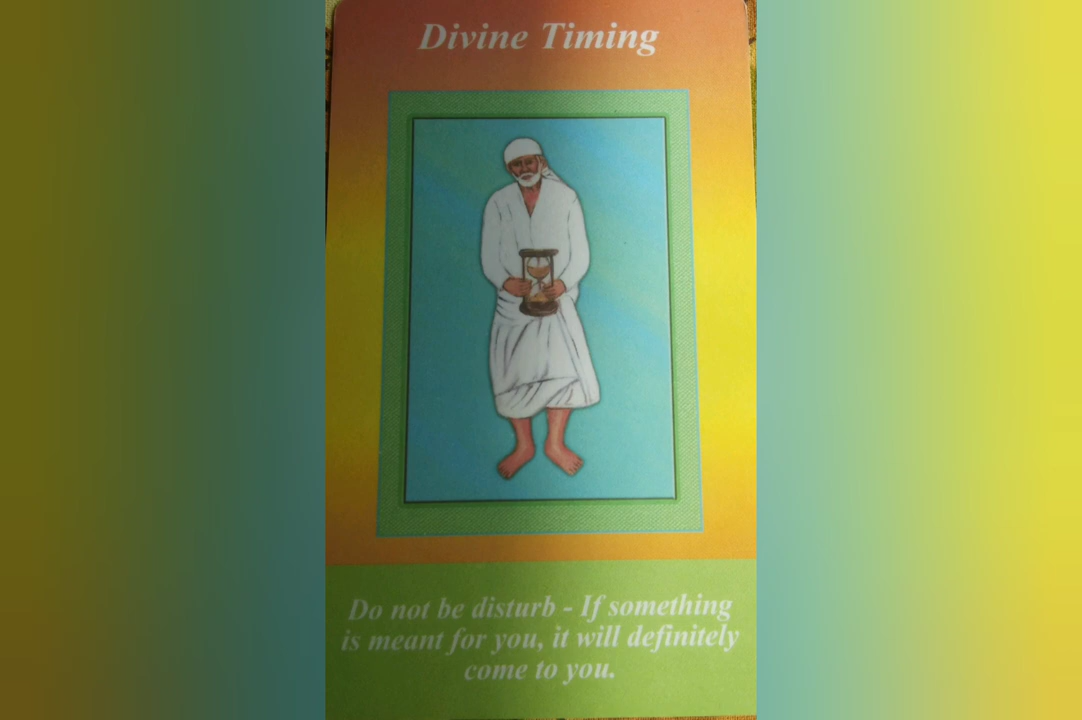 Divine Timing
Do not be disturb - If something
is meant for you, it will definitely
come to you.